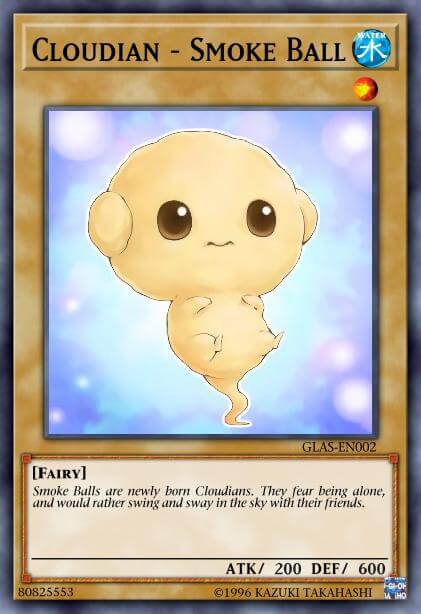 CLOUDIAN - SMOKE BALL
WATER
水
GLAS-EN002
[FAIRY]
Smoke Balls are newly born Cloudians. They fear being alone,
and would rather swing and sway in the sky with their friends.
ATK/ 200 DEF/ 600
80825553
©1996 KAZUKI TAKAHASHI